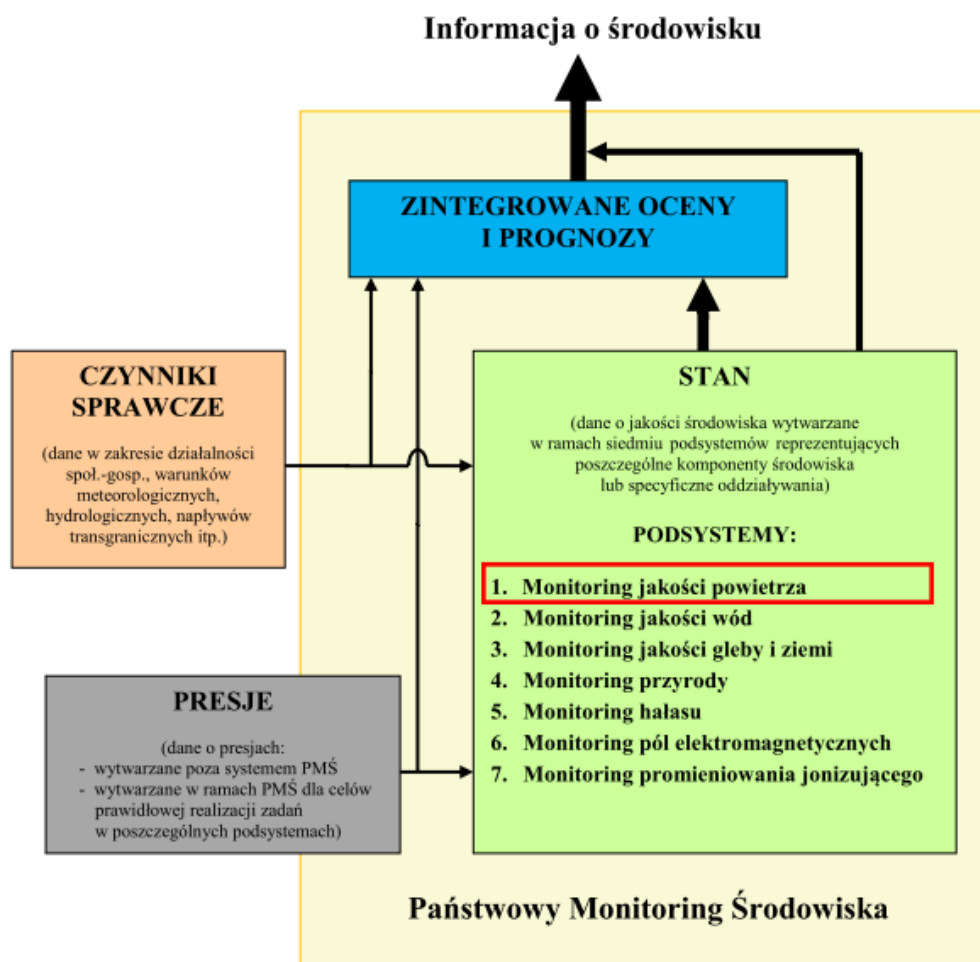 Informacja o środowisku
ZINTEGROWANE OCENY
I PROGNOZY
CZYNNIKI
SPRAWCZE
(dane w zakresie działalności
społ.-gosp., warunków
meteorologicznych,
hydrologicznych, napływów
transgranicznych itp.)
STAN
(dane o jakości środowiska wytwarzane
w ramach siedmiu podsystemów reprezentujących
poszczególne komponenty środowiska
lub specyficzne oddziaływania)
PODSYSTEMY:
1. Monitoring jakości powietrza
2. Monitoring jakości wód
3. Monitoring jakości gleby i ziemi
4. Monitoring przyrody
5. Monitoring hałasu
6. Monitoring pól elektromagnetycznych
7. Monitoring promieniowania jonizującego
PRESJE
(dane o presjach:
- wytwarzane poza systemem PMŚ
- wytwarzane w ramach PMŚ dla celów
prawidłowej realizacji zadań
w poszczególnych podsystemach)
Państwowy Monitoring Środowiska